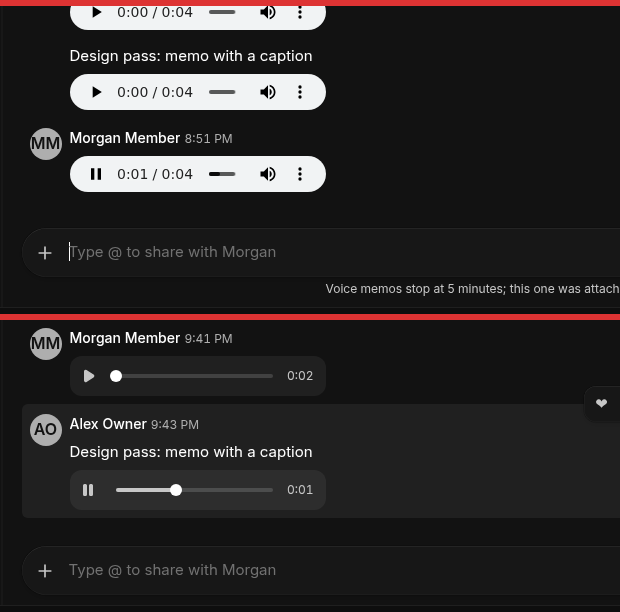 0:00 / 0:04
Design pass: memo with a caption
0:00 / 0:04
MM Morgan Member 8:51 PM
0:01 / 0:04
Type @ to share with Morgan
Voice memos stop at 5 minutes; this one was attach
MM Morgan Member 9:41 PM
0:02
AO Alex Owner 9:43 PM
Design pass: memo with a caption
0:01
Type @ to share with Morgan